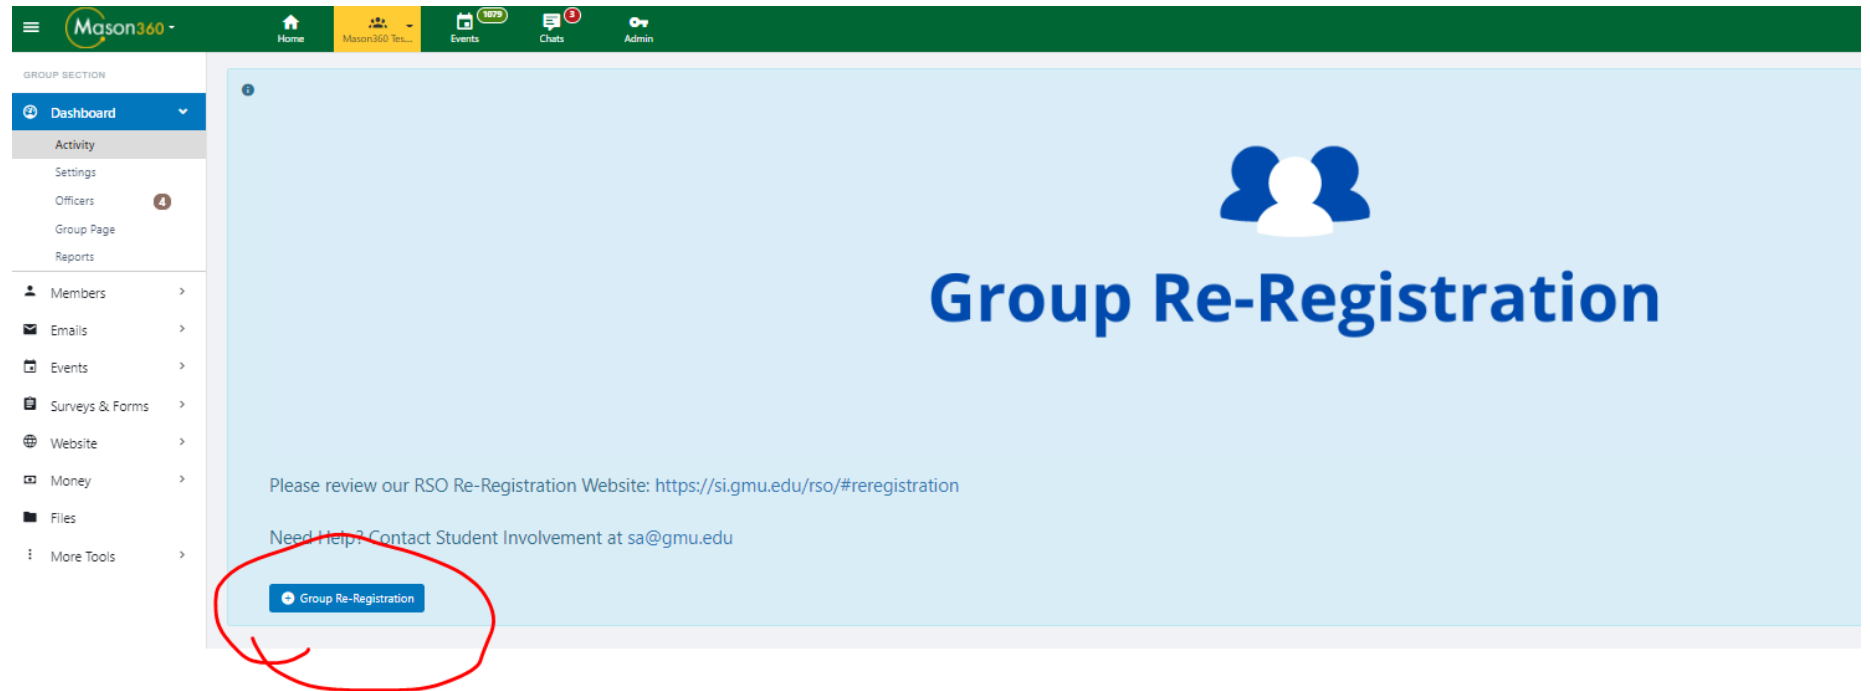 Mason360
Home
Mason360 Tes...
Events
1079
Chats
3
Admin
GROUP SECTION
Dashboard
Activity
Settings
Officers 4
Group Page
Reports
Members
Emails
Events
Surveys & Forms
Website
Money
Files
More Tools
Group Re-Registration
Please review our RSO Re-Registration Website: https://si.gmu.edu/rso/#reregistration
Need Help? Contact Student Involvement at sa@gmu.edu
Group Re-Registration